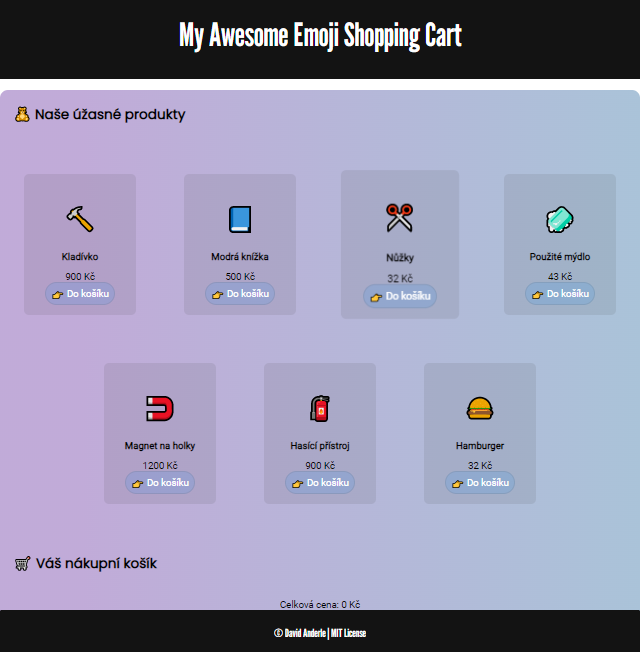 My Awesome Emoji Shopping Cart
Naše úžasné produkty
Kladívko
900 Kč
Do košíku
Modrá knížka
500 Kč
Do košíku
Nůžky
32 Kč
Do košíku
Použité mýdlo
43 Kč
Do košíku
Magnet na holky
1200 Kč
Do košíku
Hasící přístroj
900 Kč
Do košíku
Hamburger
32 Kč
Do košíku
Váš nákupní košík
Celková cena: 0 Kč
© David Anderle | MIT License